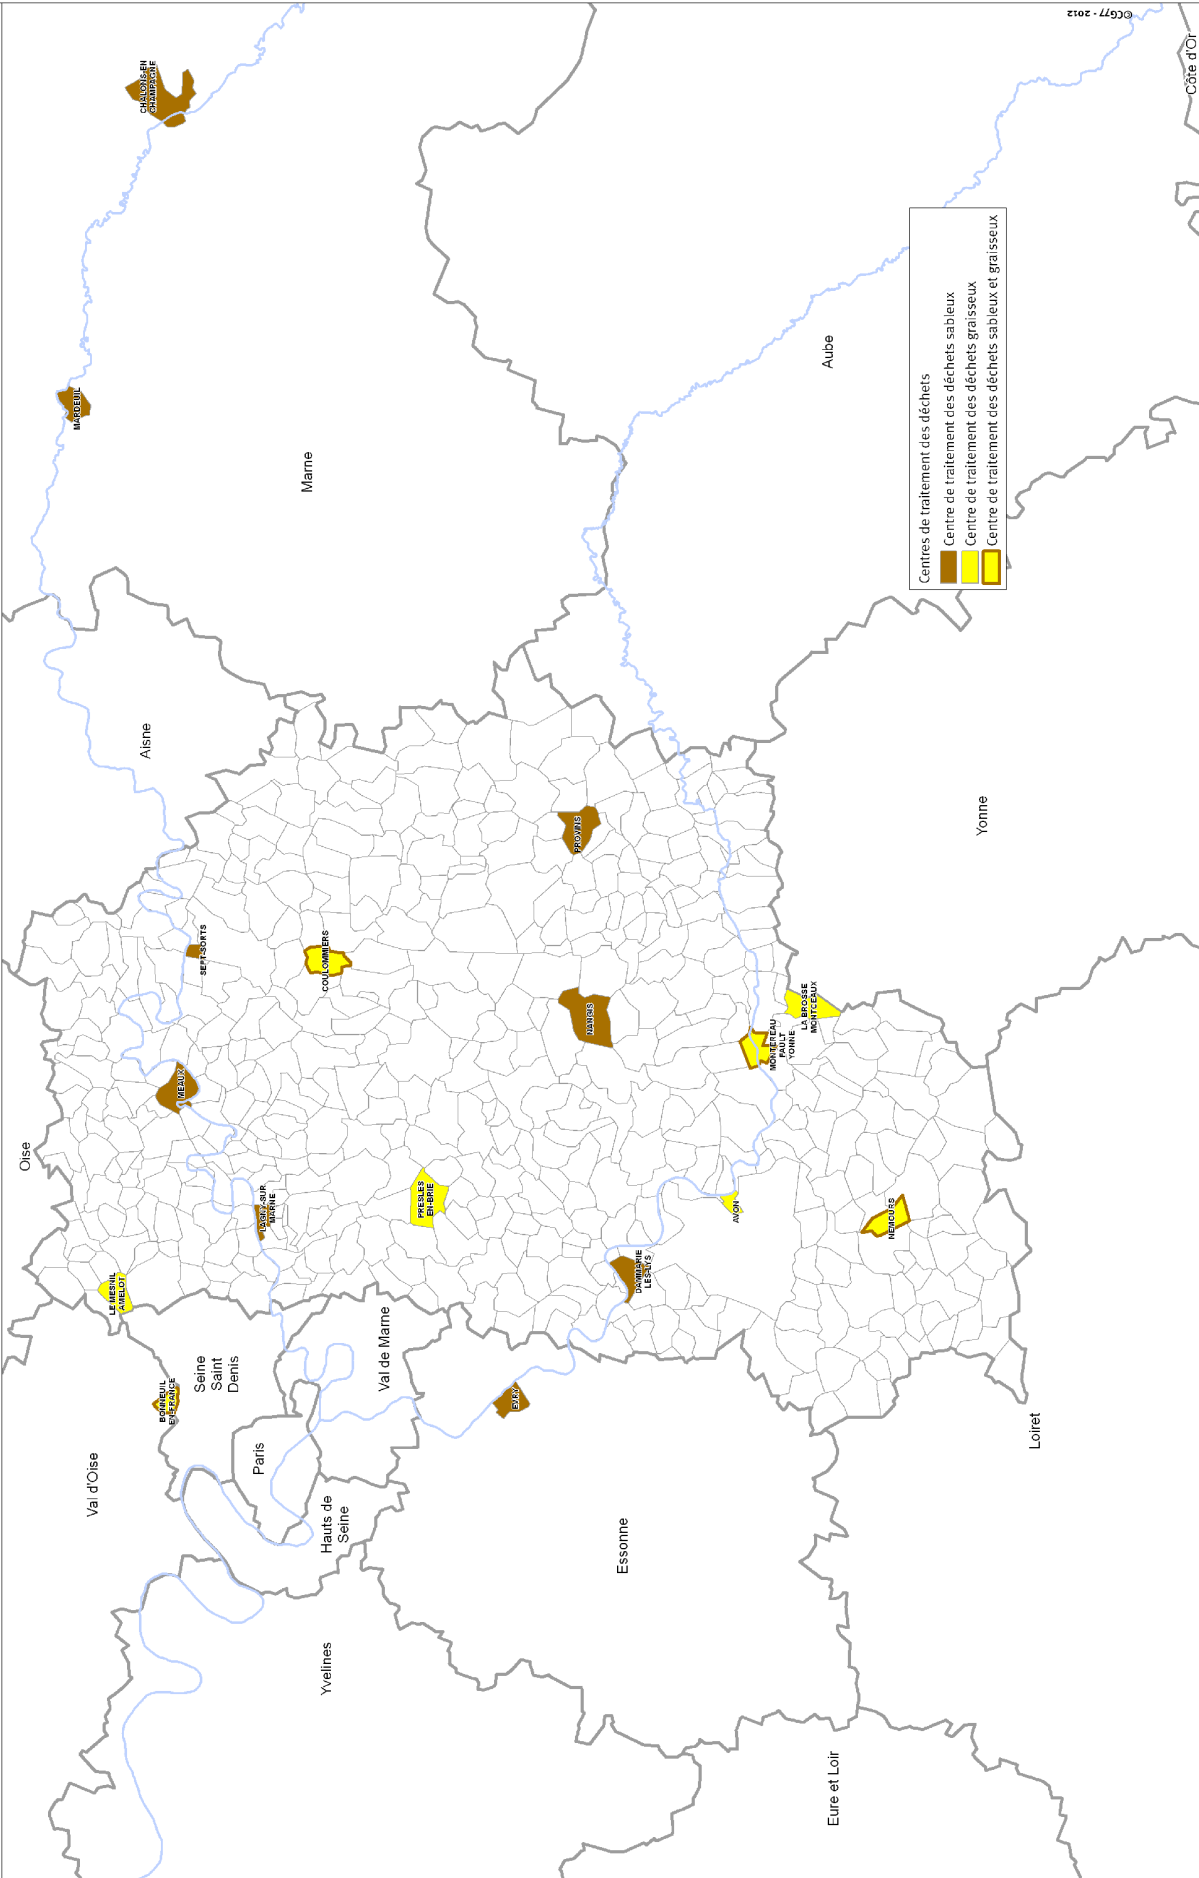 Oise
Val d'Oise
Aisne
Marne
Aube
Côte d'Or
Yonne
Loiret
Eure et Loir
Essonne
Yvelines
Hauts de
Seine
Paris
Seine
Saint
Denis
Val de Marne
CHALONS-EN
CHAMPAGNE
MARDEUIL
SEPT-SORTS
COULOMMIERS
MEAUX
LAGNY-SUR
MARNE
LE MESNIL
AMELOT
BONNEUIL
EN-FRANCE
PRESLES
EN-BRIE
PROVINS
NANGIS
EVRY
DAMMARIE
LES-LYS
AVON
MONTEREAU
FAULT
YONNE
LA BROSSE
MONTCEAUX
NEMOURS
Centres de traitement des déchets
Centre de traitement des déchets sableux
Centre de traitement des déchets graisseux
Centre de traitement des déchets sableux et graisseux
©CG77 - 2012